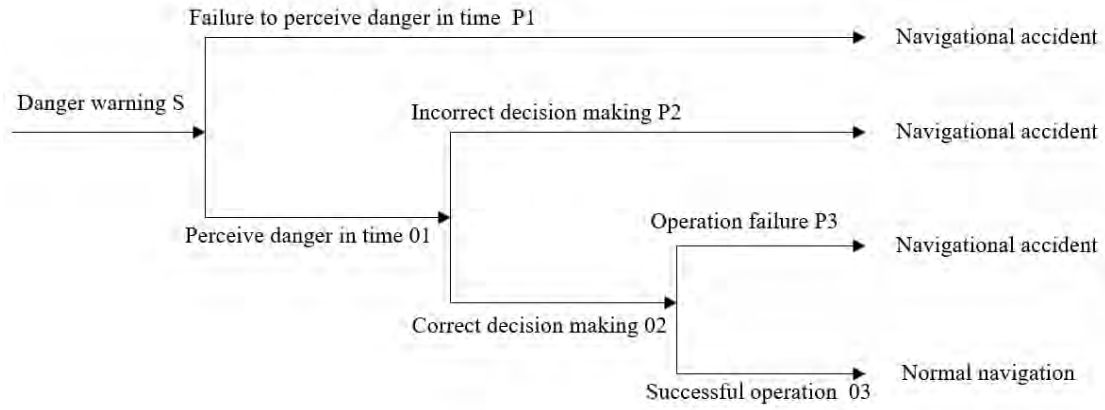 Failure to perceive danger in time P1
Navigational accident
Danger warning S
Incorrect decision making P2
Navigational accident
Perceive danger in time 01
Operation failure P3
Navigational accident
Correct decision making 02
Successful operation 03
Normal navigation